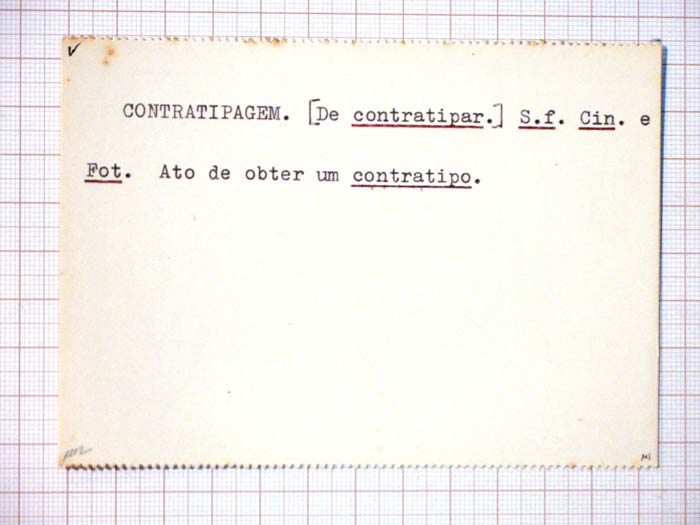 CONTRATIPAGEM. [De contratipar.] S.f. Cin. e
Fot. Ato de obter um contratipo.